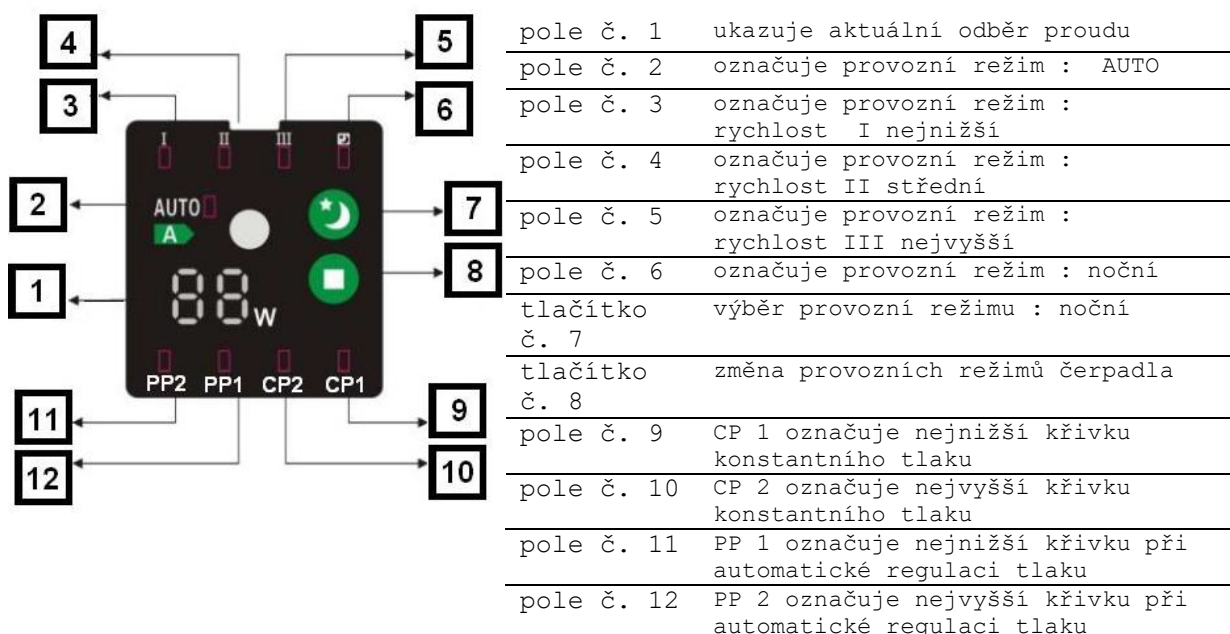 4
5
3
6
I II III
2
AUTO
A
7
8
1
88 W
PP2 PP1 CP2 CP1
11
9
12
10
pole č. 1 ukazuje aktuální odběr proudu
pole č. 2 označuje provozní režim : AUTO
pole č. 3 označuje provozní režim :
rychlost I nejnižší
pole č. 4 označuje provozní režim :
rychlost II střední
pole č. 5 označuje provozní režim :
rychlost III nejvyšší
pole č. 6 označuje provozní režim : noční
tlačítko výběr provozní režimu : noční
č. 7
tlačítko změna provozních režimů čerpadla
č. 8
pole č. 9 CP 1 označuje nejnižší křivku
konstantního tlaku
pole č. 10 CP 2 označuje nejvyšší křivku
konstantního tlaku
pole č. 11 PP 1 označuje nejnižší křivku při
automatické regulaci tlaku
pole č. 12 PP 2 označuje nejvyšší křivku při
automatické regulaci tlaku